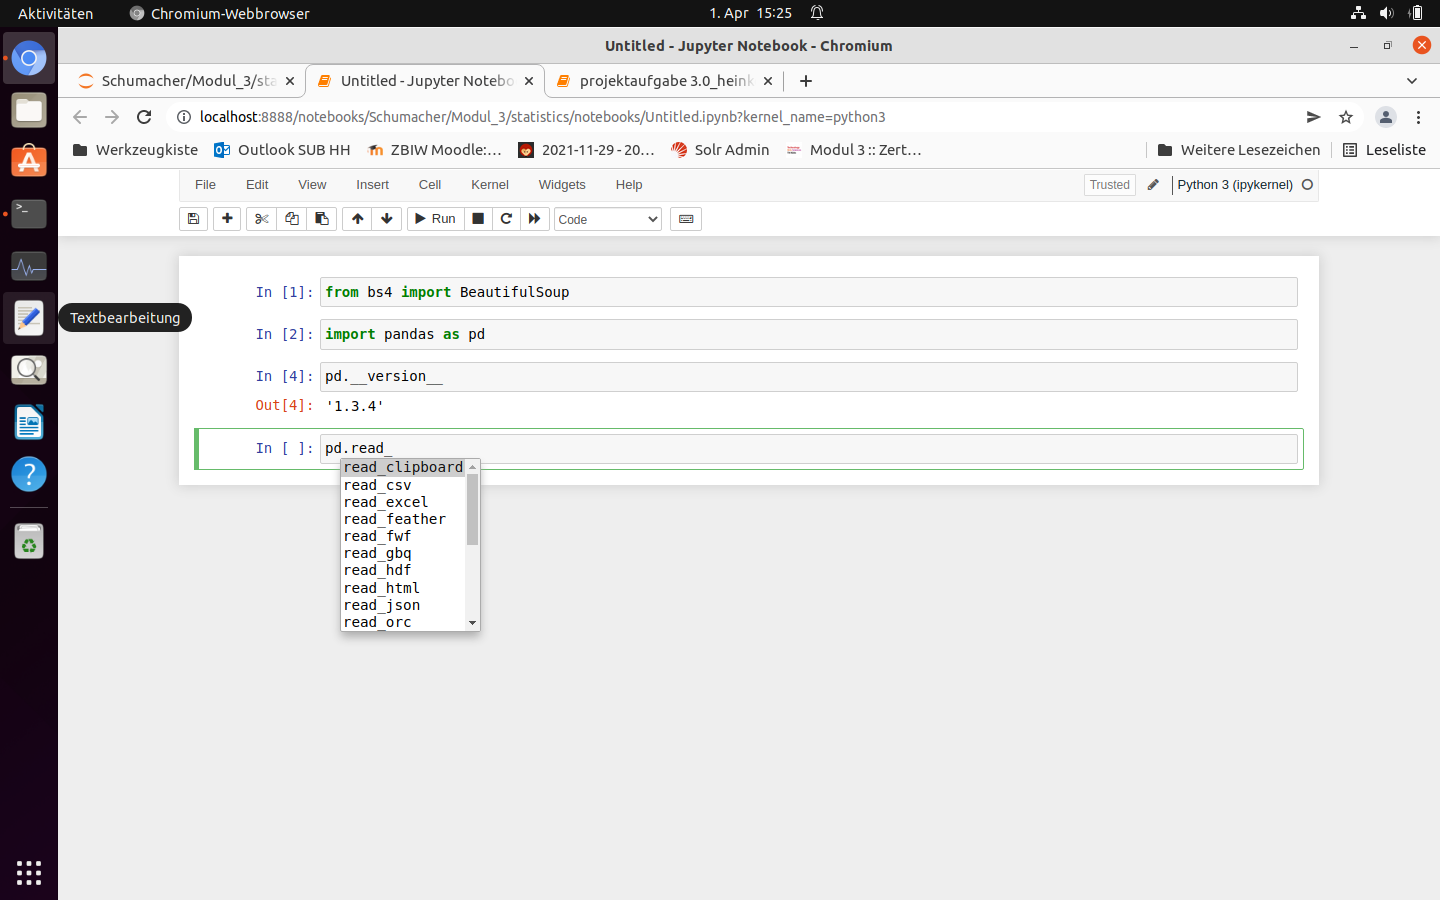 Aktivitäten Chromium-Webbrowser 1. Apr 15:25
Untitled - Jupyter Notebook - Chromium
Schumacher/Modul_3/sta Untitled - Jupyter Notebo projektaufgabe 3.0_heink
localhost:8888/notebooks/Schumacher/Modul_3/statistics/notebooks/Untitled.ipynb?kernel_name=python3
Werkzeugkiste Outlook SUB HH ZBIW Moodle:... 2021-11-29 - 20... Solr Admin Modul 3 :: Zert... Weitere Lesezeichen Leseliste
File Edit View Insert Cell Kernel Widgets Help Trusted Python 3 (ipykernel)
Run Code
In [1]: from bs4 import BeautifulSoup
Textbearbeitung
In [2]: import pandas as pd
In [4]: pd.__version__
Out[4]: '1.3.4'
In [ ]: pd.read_
read_clipboard
read_csv
read_excel
read_feather
read_fwf
read_gbq
read_hdf
read_html
read_json
read_orc